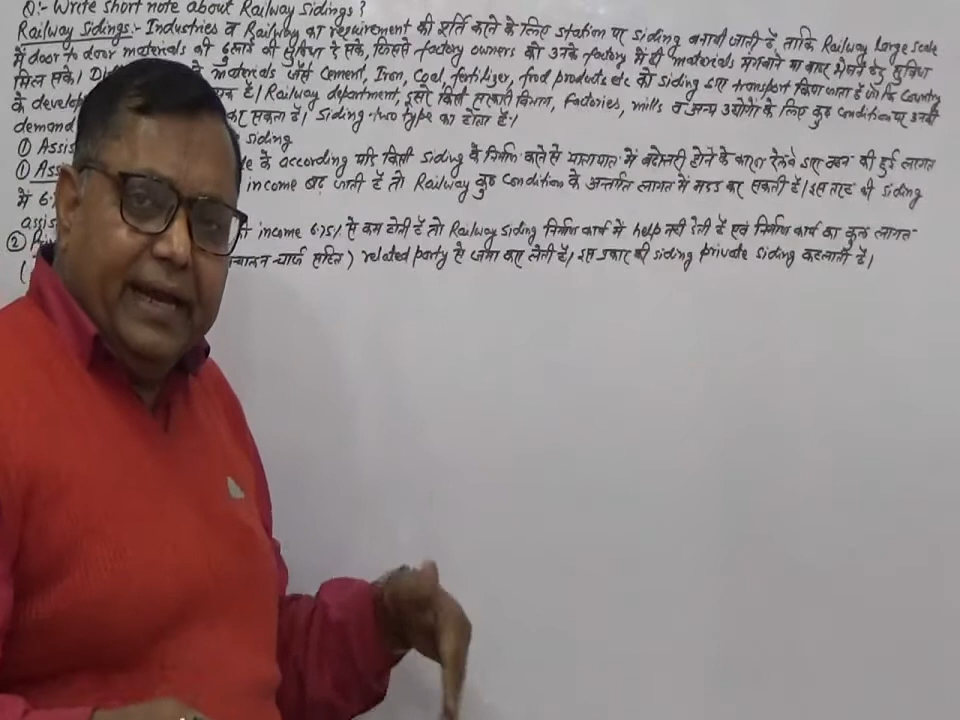 Q:- Write short note about Railway Sidings?
Railway Sidings:- Industries व Railway का requirement की पूर्ति करने के लिए station पर siding बनायी जाती है, ताकि Railway Large scale
में door to door materials की ढुलाई की सुविधा दे सके, जिससे factory owners को उनके factory में ही materials मंगवाने या बाहर भेजने हेतु सुविधा
मिल सके। materials जैसे Cement, Iron, Coal, fertilizer, food products etc को siding द्वारा transport किया जाता है जो कि Country
के है। Railway department, दूसरे किसी सरकारी विभाग, Factories, mills व अन्य उद्योगों के लिए कुछ condition पर उनकी
demand कर सकता है। siding two type का होता है।
① siding
① के according यदि किसी siding के निर्माण करने से यातायात में बढोत्तरी होने के कारण रेलवे द्वारा खर्च की हुई लागत
में income बढ़ जाती है तो Railway कुछ Condition के अन्तर्गत लागत में मदद कर सकती है। इस तरह की siding
income 6.75% से कम होती है तो Railway siding निर्माण कार्य में help नहीं देती है एवं निर्माण कार्य का कुल लागत
② सहित) related party से जमा करा लेती है। इस प्रकार की siding private siding कहलाती है।